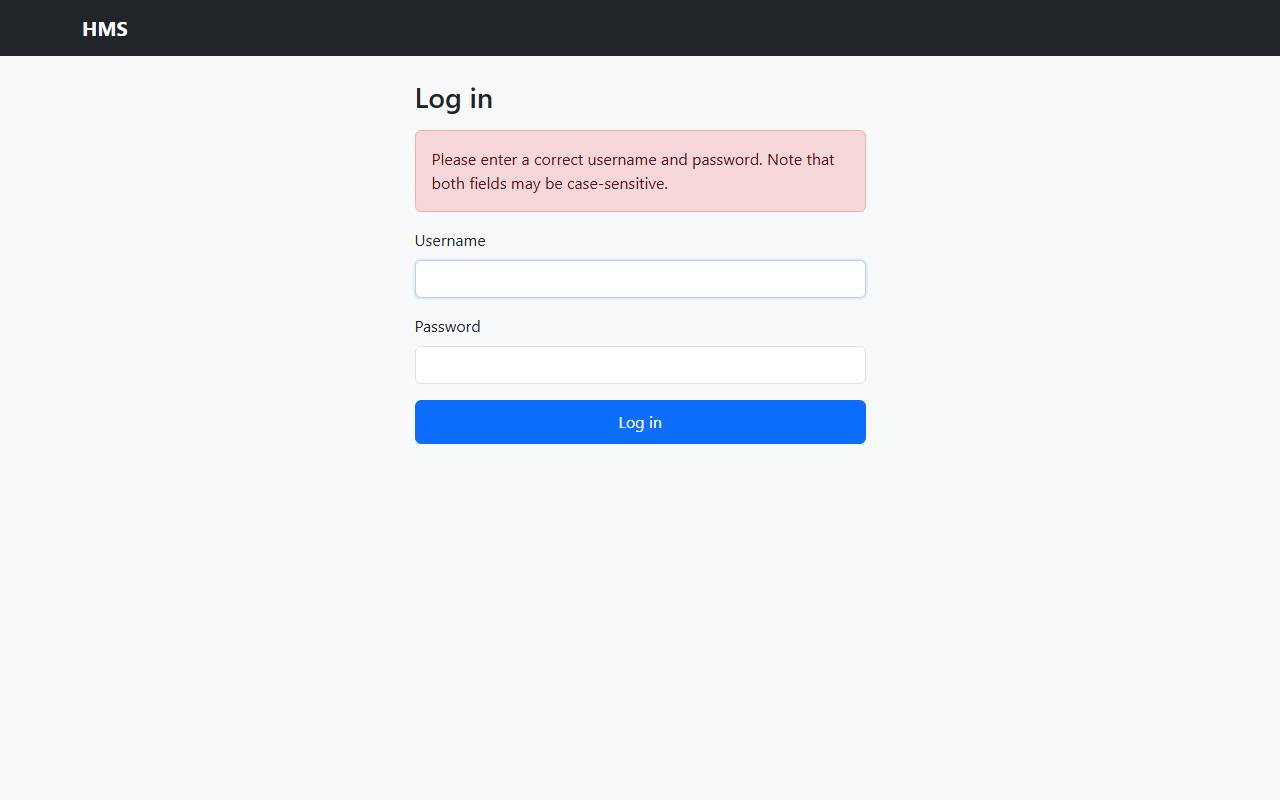 HMS
Log in
Please enter a correct username and password. Note that
both fields may be case-sensitive.
Username
Password
Log in